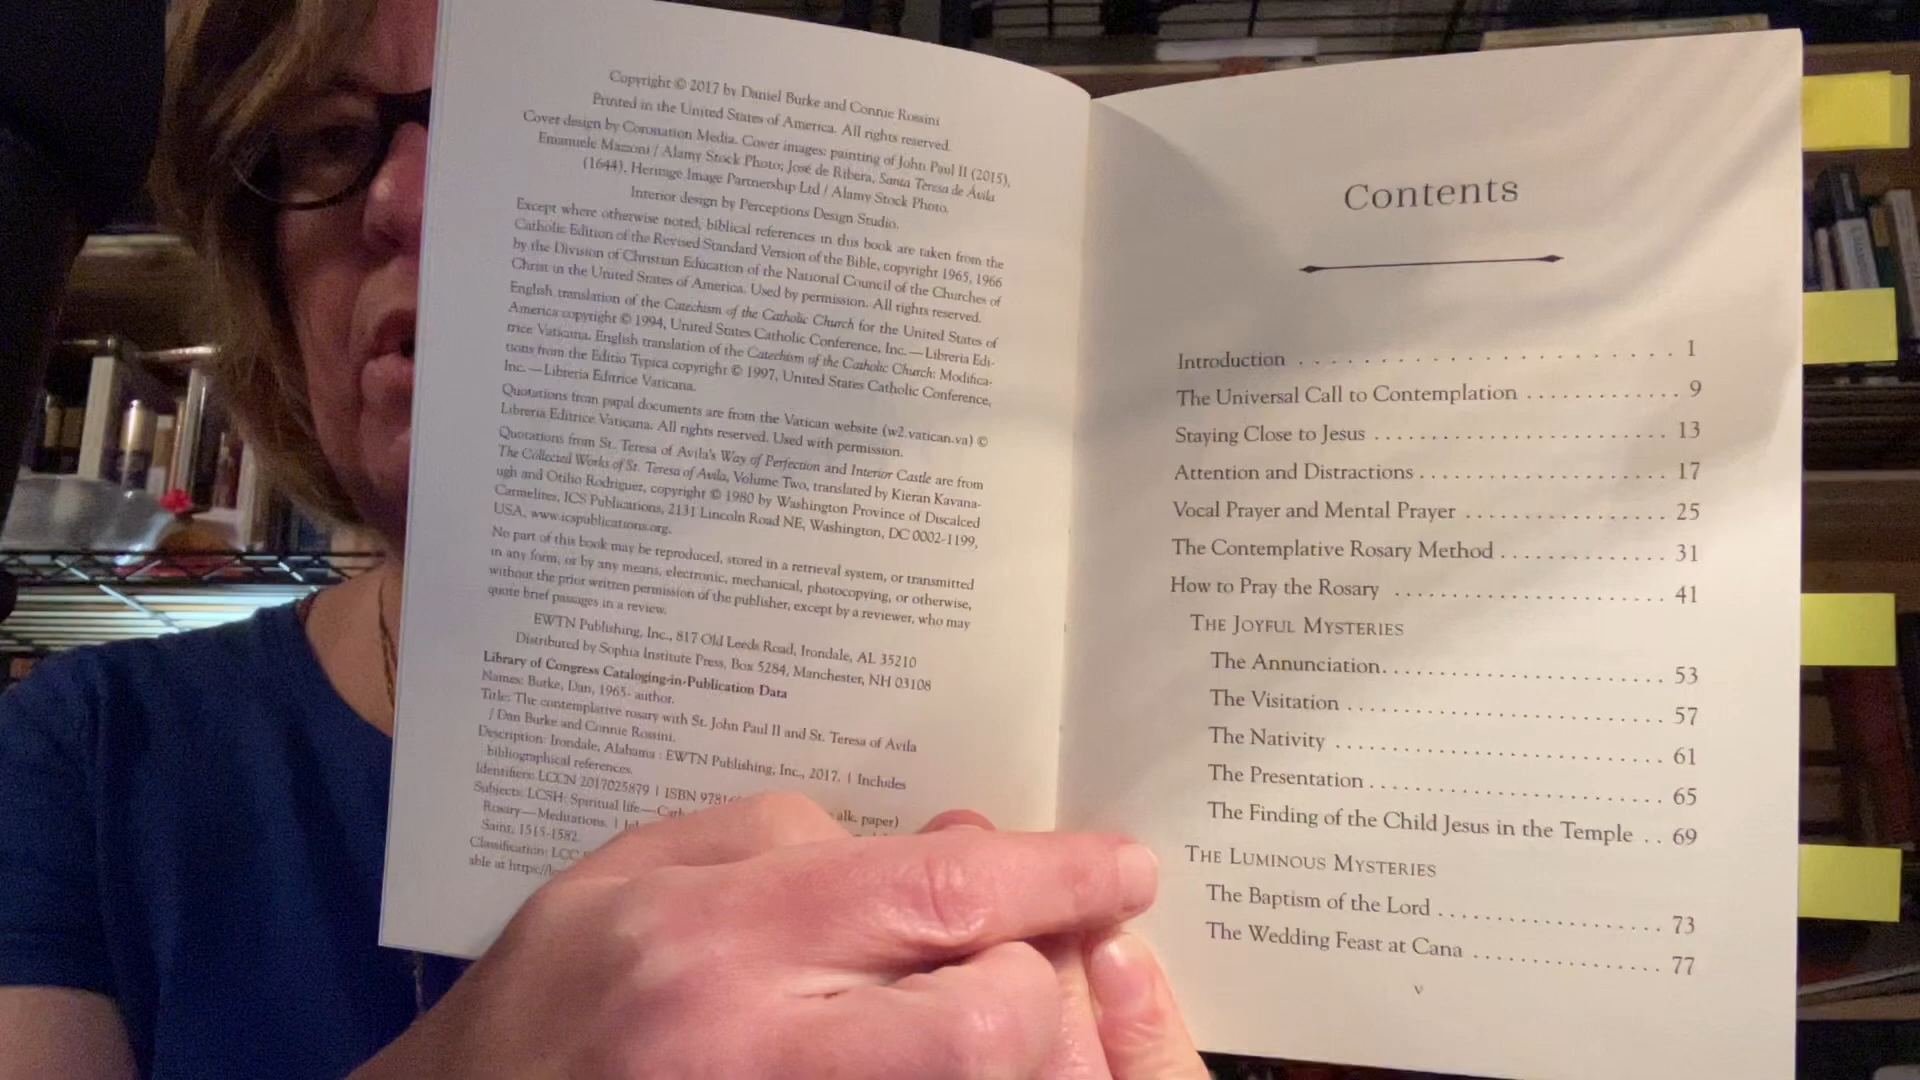 Copyright © 2017 by Daniel Burke and Connie Rossini
Printed in the United States of America. All rights reserved.
Cover design by Coronation Media. Cover images: painting of John Paul II (2015),
Emanuele Mazzoni / Alamy Stock Photo; José de Ribera, Santa Teresa de Ávila
(1644), Heritage Image Partnership Ltd / Alamy Stock Photo.
Interior design by Perceptions Design Studio.
Except where otherwise noted, biblical references in this book are taken from the
Catholic Edition of the Revised Standard Version of the Bible, copyright 1965, 1966
by the Division of Christian Education of the National Council of the Churches of
Christ in the United States of America. Used by permission. All rights reserved.
English translation of the Catechism of the Catholic Church for the United States of
America copyright © 1994, United States Catholic Conference, Inc. — Libreria Edi-
trice Vaticana. English translation of the Catechism of the Catholic Church: Modifica-
tions from the Editio Typica copyright © 1997, United States Catholic Conference,
Inc. — Libreria Editrice Vaticana.
Quotations from papal documents are from the Vatican website (w2.vatican.va) ©
Libreria Editrice Vaticana. All rights reserved. Used with permission.
Quotations from St. Teresa of Avila's Way of Perfection and Interior Castle are from
The Collected Works of St. Teresa of Avila, Volume Two, translated by Kieran Kavana-
ugh and Otilio Rodriguez, copyright © 1980 by Washington Province of Discalced
Carmelites, ICS Publications, 2131 Lincoln Road NE, Washington, DC 0002-1199,
USA, www.icspublications.org.
No part of this book may be reproduced, stored in a retrieval system, or transmitted
in any form, or by any means, electronic, mechanical, photocopying, or otherwise,
without the prior written permission of the publisher, except by a reviewer, who may
quote brief passages in a review.
EWTN Publishing, Inc., 817 Old Leeds Road, Irondale, AL 35210
Distributed by Sophia Institute Press, Box 5284, Manchester, NH 03108
Library of Congress Cataloging-in-Publication Data
Names: Burke, Dan, 1965- author.
Title: The contemplative rosary with St. John Paul II and St. Teresa of Avila
/ Dan Burke and Connie Rossini.
Description: Irondale, Alabama : EWTN Publishing, Inc., 2017. | Includes
bibliographical references.
Identifiers: LCCN 2017025879 | ISBN 9781 alk. paper)
Subjects: LCSH: Spiritual life—Cath
Rosary—Meditations. |
Saint, 1515-1582.
Classification: LCC
able at https://
Contents
Introduction . . . . . . . . . . . . . . . . . . . . . . . . 1
The Universal Call to Contemplation . . . . . . . . . . . . 9
Staying Close to Jesus . . . . . . . . . . . . . . . . . . . . 13
Attention and Distractions . . . . . . . . . . . . . . . . . . 17
Vocal Prayer and Mental Prayer . . . . . . . . . . . . . . . 25
The Contemplative Rosary Method . . . . . . . . . . . . . 31
How to Pray the Rosary . . . . . . . . . . . . . . . . . . . 41
THE JOYFUL MYSTERIES
The Annunciation. . . . . . . . . . . . . . . . . . . . . 53
The Visitation . . . . . . . . . . . . . . . . . . . . . . . 57
The Nativity . . . . . . . . . . . . . . . . . . . . . . . . 61
The Presentation . . . . . . . . . . . . . . . . . . . . . . 65
The Finding of the Child Jesus in the Temple . . 69
THE LUMINOUS MYSTERIES
The Baptism of the Lord . . . . . . . . . . . . . . . . . 73
The Wedding Feast at Cana . . . . . . . . . . . . . . . 77
v